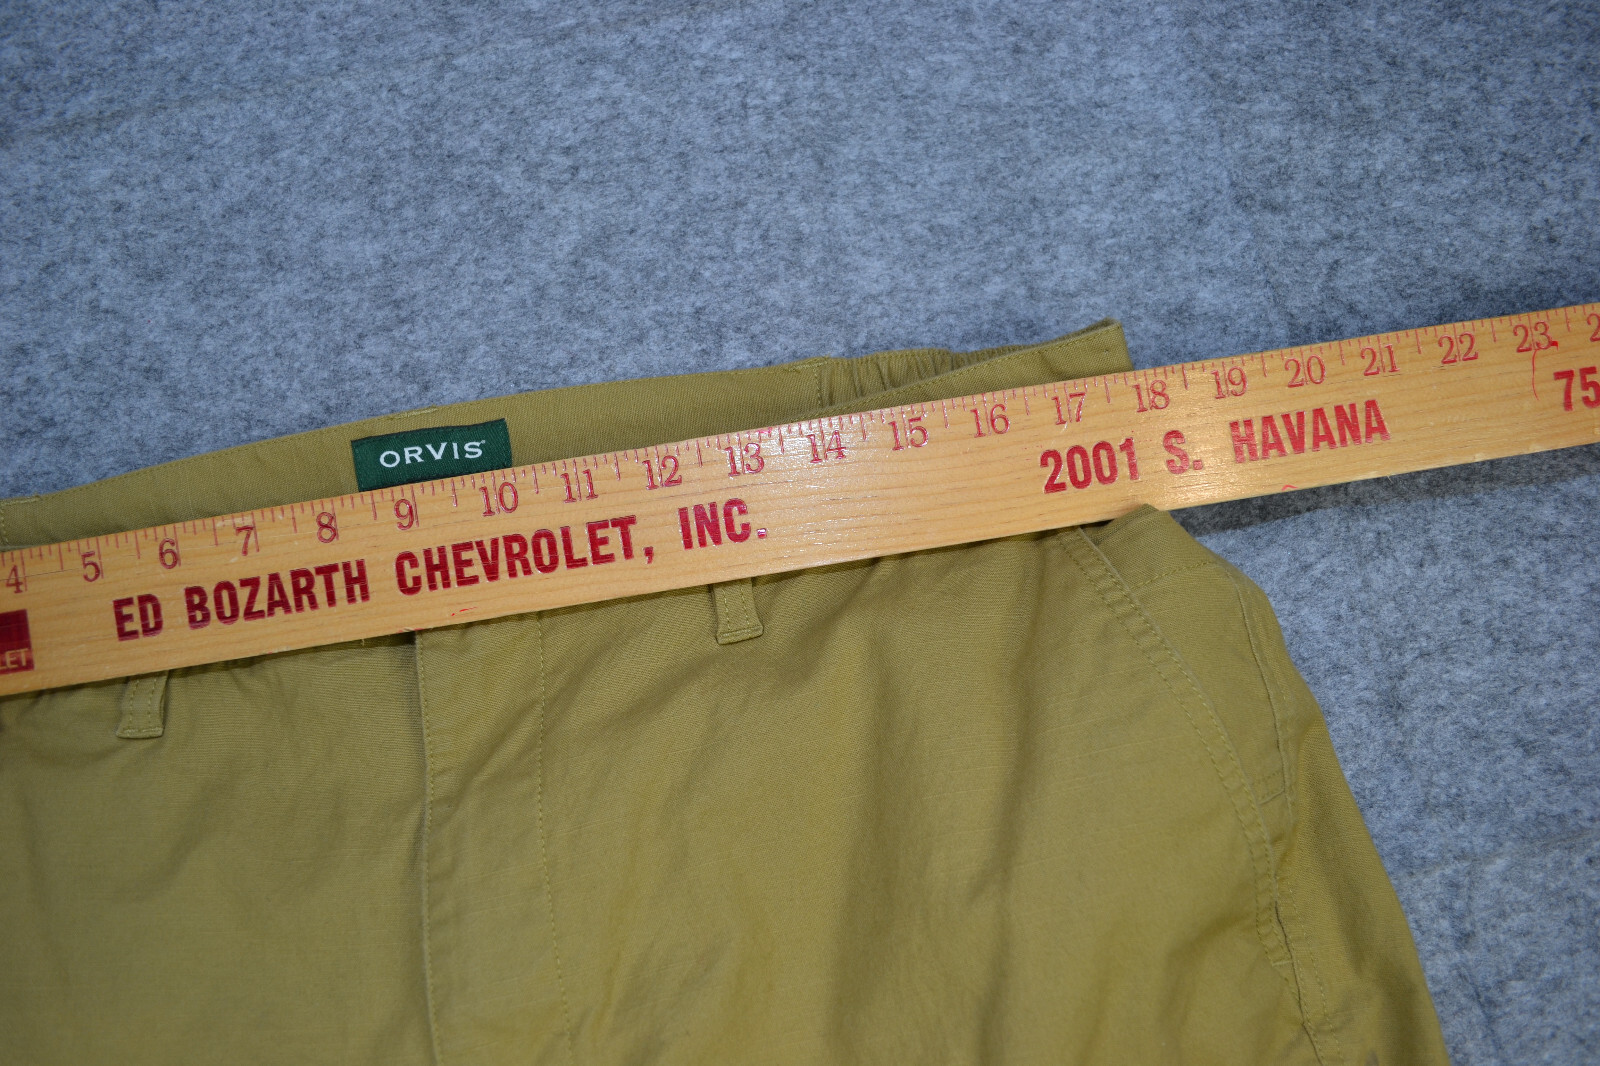 ORVIS
4 5 6 7 8 9 10 11 12 13 14 15 16 17 18 19 20 21 22 23
ED BOZARTH CHEVROLET, INC. 2001 S. HAVANA 75